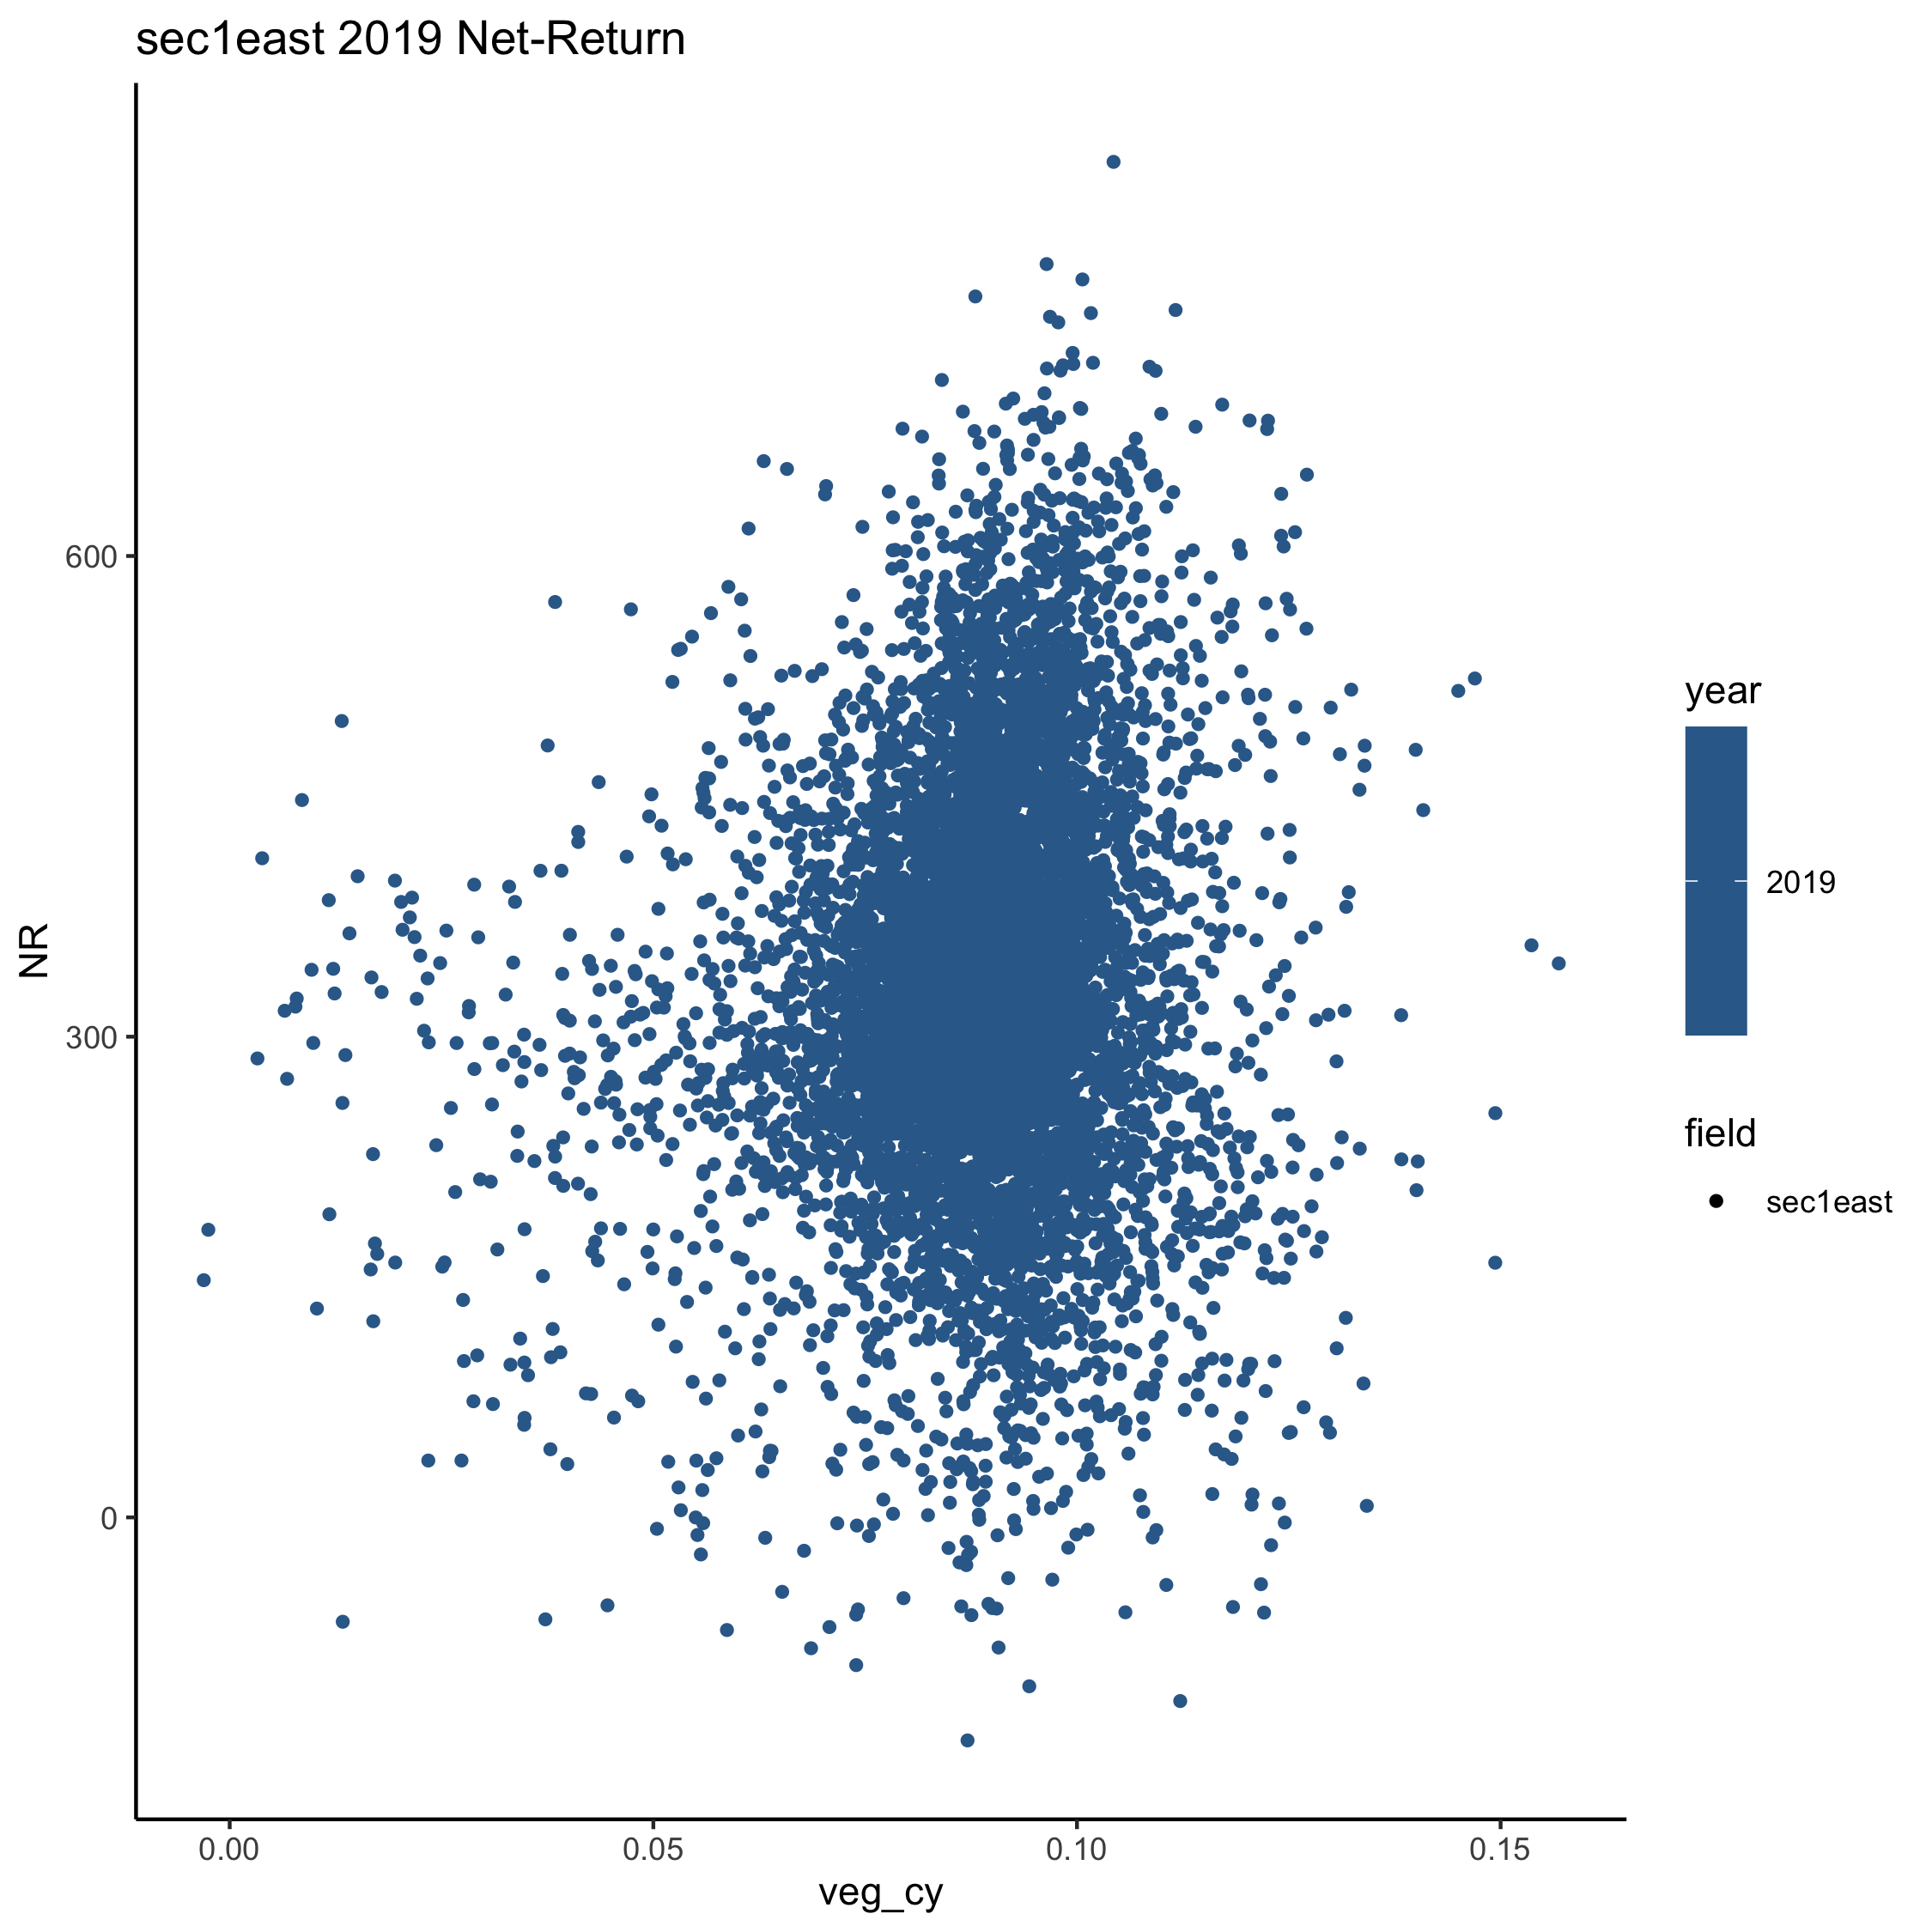 sec1east 2019 Net-Return
NR
600
300
0
0.00
0.05
0.10
0.15
veg_cy
year
2019
field
sec1east